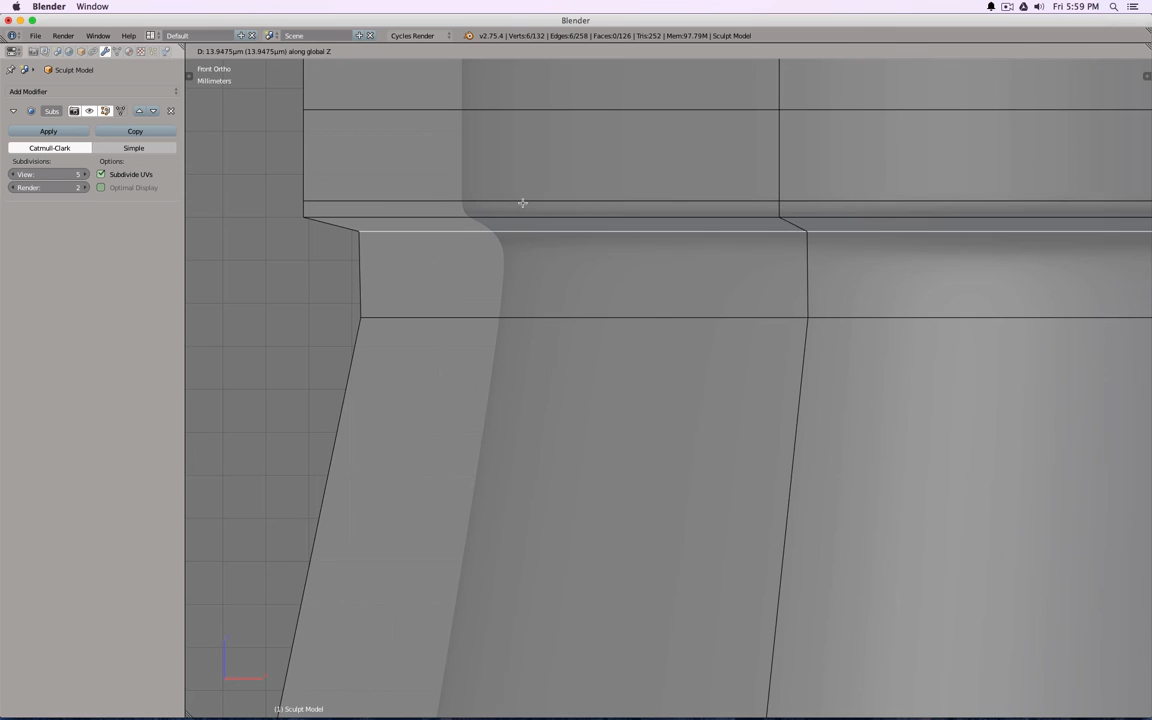 Blender Window
Fri 5:59 PM
Blender
File Render Window Help
Default
Scene
Cycles Render
v2.75.4 | Verts:6/132 | Edges:6/258 | Faces:0/126 | Tris:252 | Mem:97.79M | Sculpt Model
D: 13.9475µm (13.9475µm) along global Z
Sculpt Model
Front Ortho
Millimeters
Add Modifier
Subs
Apply Copy
Catmull-Clark Simple
Subdivisions: Options:
View: 5 Subdivide UVs
Render: 2 Optimal Display
(1) Sculpt Model